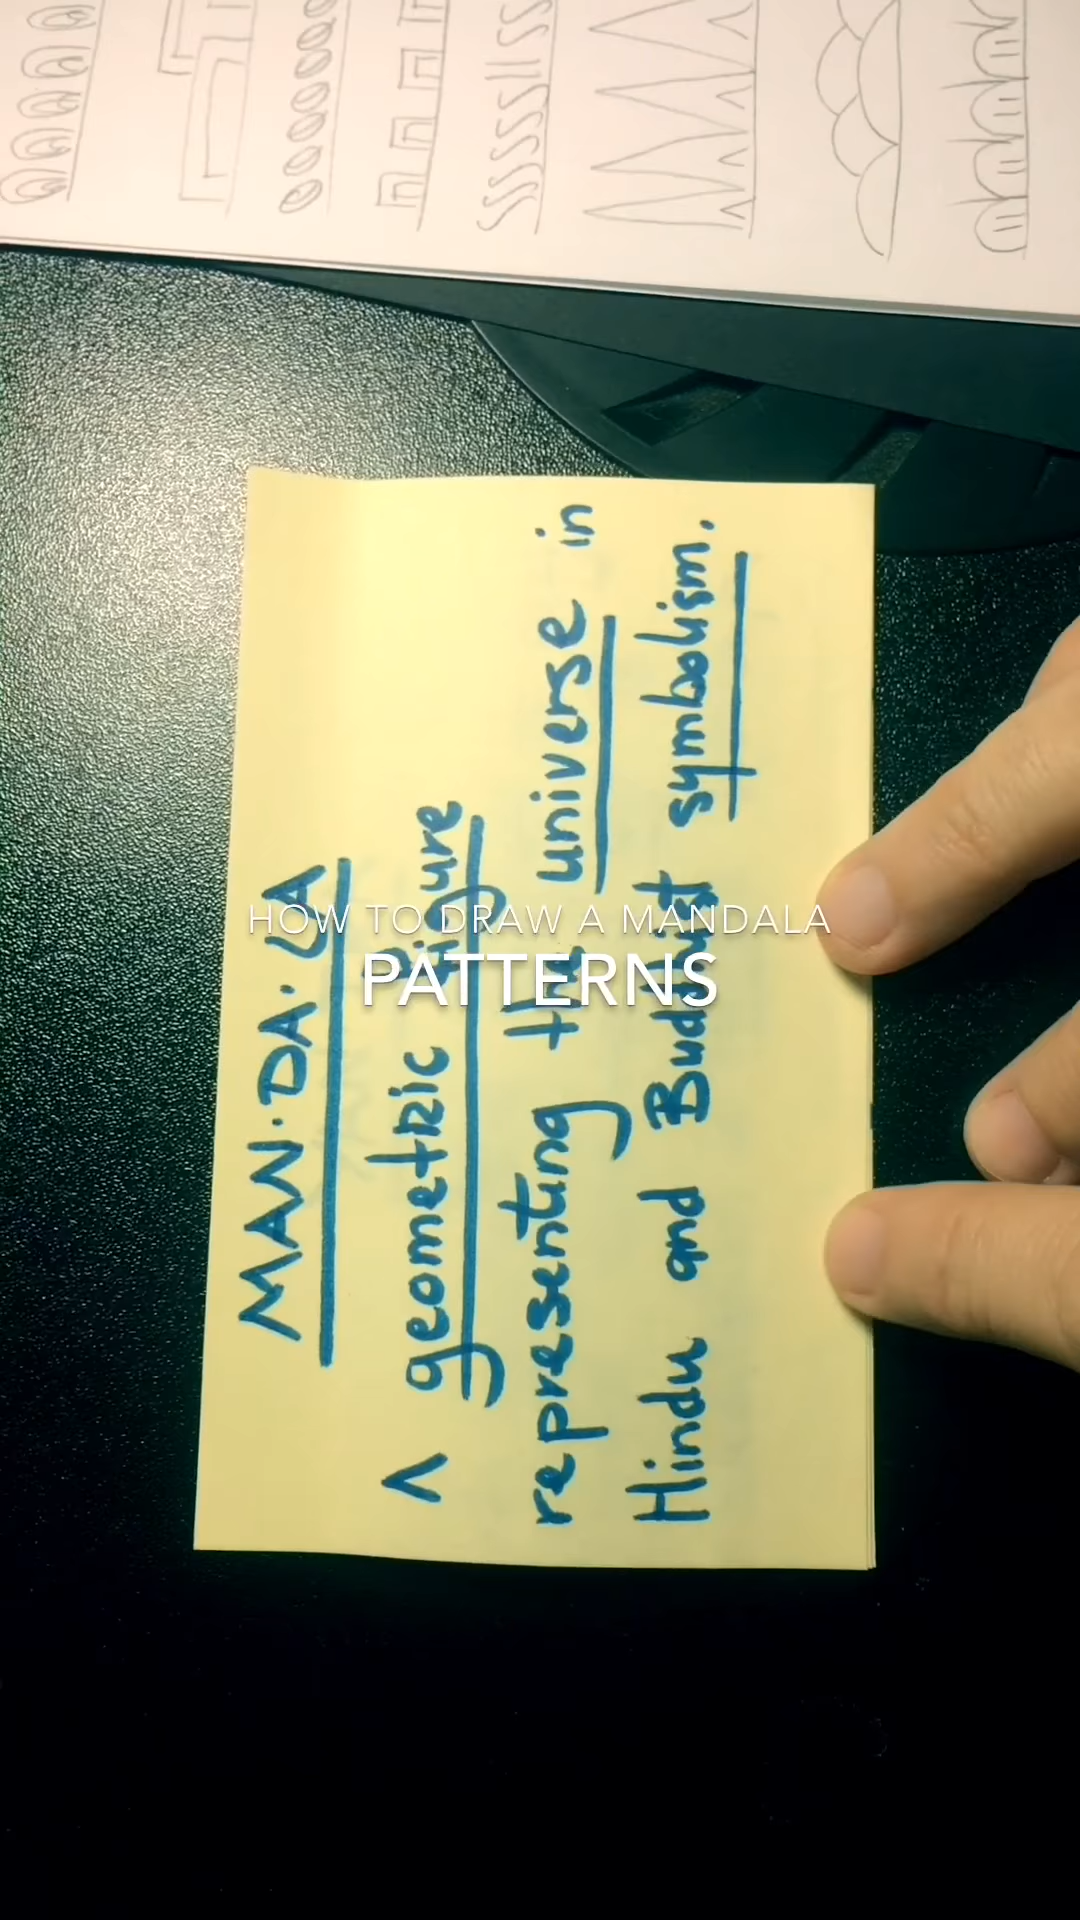 HOW TO DRAW A MANDALA
PATTERNS
MAN·DA·LA
A geometric figure
representing the universe in
Hindu and Buddhist symbolism.